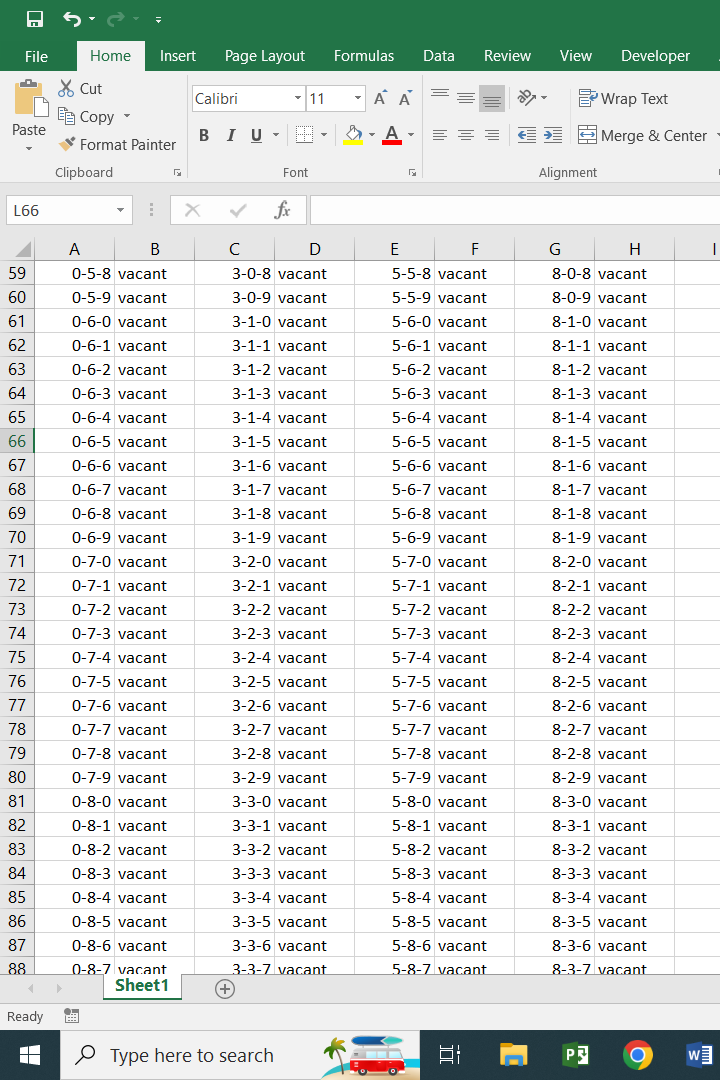 File Home Insert Page Layout Formulas Data Review View Developer
Cut
Copy
Format Painter
Paste
Clipboard
Calibri 11 A A
B I U A
Font
Wrap Text
Merge & Center
Alignment
L66 fx
A B C D E F G H I
59 0-5-8 vacant 3-0-8 vacant 5-5-8 vacant 8-0-8 vacant
60 0-5-9 vacant 3-0-9 vacant 5-5-9 vacant 8-0-9 vacant
61 0-6-0 vacant 3-1-0 vacant 5-6-0 vacant 8-1-0 vacant
62 0-6-1 vacant 3-1-1 vacant 5-6-1 vacant 8-1-1 vacant
63 0-6-2 vacant 3-1-2 vacant 5-6-2 vacant 8-1-2 vacant
64 0-6-3 vacant 3-1-3 vacant 5-6-3 vacant 8-1-3 vacant
65 0-6-4 vacant 3-1-4 vacant 5-6-4 vacant 8-1-4 vacant
66 0-6-5 vacant 3-1-5 vacant 5-6-5 vacant 8-1-5 vacant
67 0-6-6 vacant 3-1-6 vacant 5-6-6 vacant 8-1-6 vacant
68 0-6-7 vacant 3-1-7 vacant 5-6-7 vacant 8-1-7 vacant
69 0-6-8 vacant 3-1-8 vacant 5-6-8 vacant 8-1-8 vacant
70 0-6-9 vacant 3-1-9 vacant 5-6-9 vacant 8-1-9 vacant
71 0-7-0 vacant 3-2-0 vacant 5-7-0 vacant 8-2-0 vacant
72 0-7-1 vacant 3-2-1 vacant 5-7-1 vacant 8-2-1 vacant
73 0-7-2 vacant 3-2-2 vacant 5-7-2 vacant 8-2-2 vacant
74 0-7-3 vacant 3-2-3 vacant 5-7-3 vacant 8-2-3 vacant
75 0-7-4 vacant 3-2-4 vacant 5-7-4 vacant 8-2-4 vacant
76 0-7-5 vacant 3-2-5 vacant 5-7-5 vacant 8-2-5 vacant
77 0-7-6 vacant 3-2-6 vacant 5-7-6 vacant 8-2-6 vacant
78 0-7-7 vacant 3-2-7 vacant 5-7-7 vacant 8-2-7 vacant
79 0-7-8 vacant 3-2-8 vacant 5-7-8 vacant 8-2-8 vacant
80 0-7-9 vacant 3-2-9 vacant 5-7-9 vacant 8-2-9 vacant
81 0-8-0 vacant 3-3-0 vacant 5-8-0 vacant 8-3-0 vacant
82 0-8-1 vacant 3-3-1 vacant 5-8-1 vacant 8-3-1 vacant
83 0-8-2 vacant 3-3-2 vacant 5-8-2 vacant 8-3-2 vacant
84 0-8-3 vacant 3-3-3 vacant 5-8-3 vacant 8-3-3 vacant
85 0-8-4 vacant 3-3-4 vacant 5-8-4 vacant 8-3-4 vacant
86 0-8-5 vacant 3-3-5 vacant 5-8-5 vacant 8-3-5 vacant
87 0-8-6 vacant 3-3-6 vacant 5-8-6 vacant 8-3-6 vacant
88 0-8-7 vacant 3-3-7 vacant 5-8-7 vacant 8-3-7 vacant
Sheet1
Ready
Type here to search